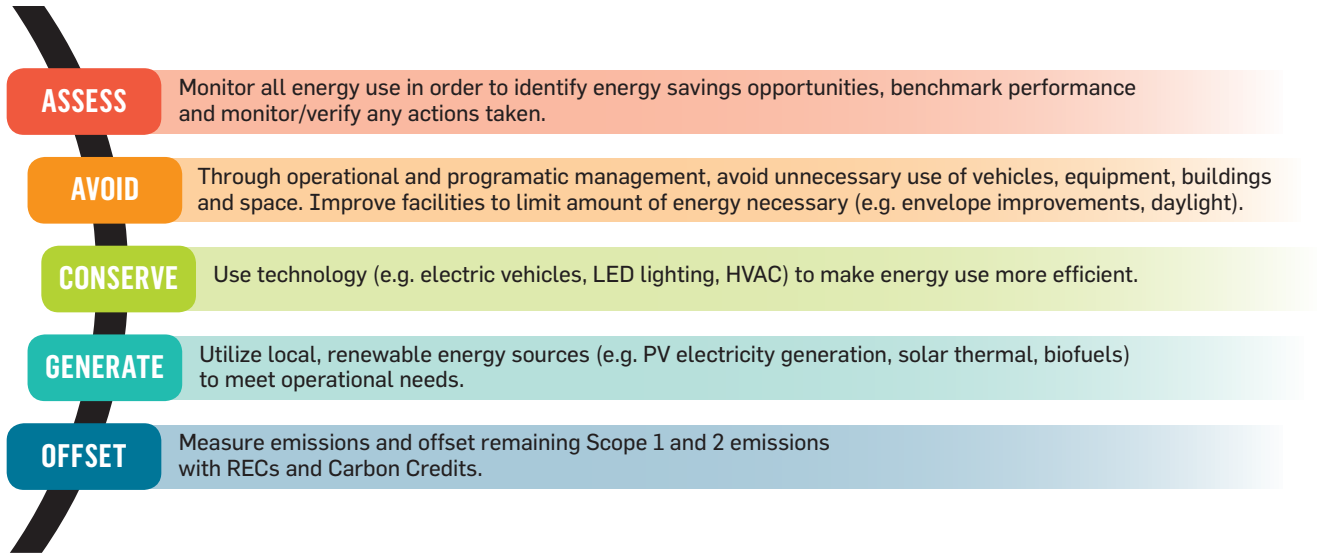 ASSESS
Monitor all energy use in order to identify energy savings opportunities, benchmark performance
and monitor/verify any actions taken.
AVOID
Through operational and programatic management, avoid unnecessary use of vehicles, equipment, buildings
and space. Improve facilities to limit amount of energy necessary (e.g. envelope improvements, daylight).
CONSERVE
Use technology (e.g. electric vehicles, LED lighting, HVAC) to make energy use more efficient.
GENERATE
Utilize local, renewable energy sources (e.g. PV electricity generation, solar thermal, biofuels)
to meet operational needs.
OFFSET
Measure emissions and offset remaining Scope 1 and 2 emissions
with RECs and Carbon Credits.